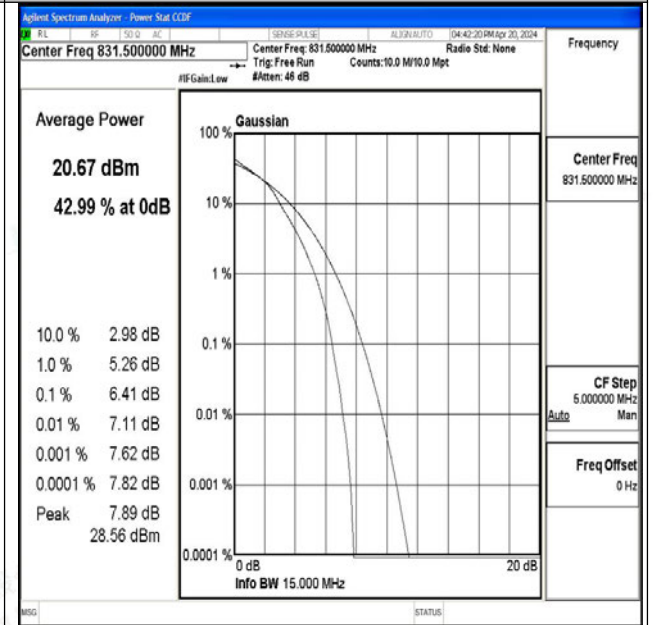 Agilent Spectrum Analyzer - Power Stat CCDF
RL RF 50 Ω AC SENSE:PULSE ALIGN AUTO 04:42:20 PM Apr 20, 2024
Center Freq 831.500000 MHz
Center Freq: 831.500000 MHz Radio Std: None
Trig: Free Run Counts:10.0 M/10.0 Mpt
#IFGain:Low #Atten: 46 dB
Frequency
Average Power
20.67 dBm
42.99 % at 0dB
10.0 % 2.98 dB
1.0 % 5.26 dB
0.1 % 6.41 dB
0.01 % 7.11 dB
0.001 % 7.62 dB
0.0001 % 7.82 dB
Peak 7.89 dB
28.56 dBm
Gaussian
100 %
10 %
1 %
0.1 %
0.01 %
0.001 %
0.0001 %
0 dB 20 dB
Info BW 15.000 MHz
Center Freq
831.500000 MHz
CF Step
5.000000 MHz
Auto Man
Freq Offset
0 Hz
MSG STATUS